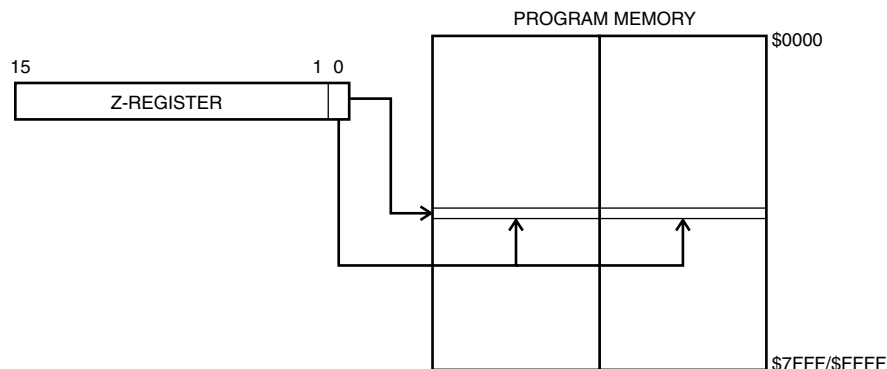 PROGRAM MEMORY
$0000
15 1 0
Z-REGISTER
$7FFF/$FFFF